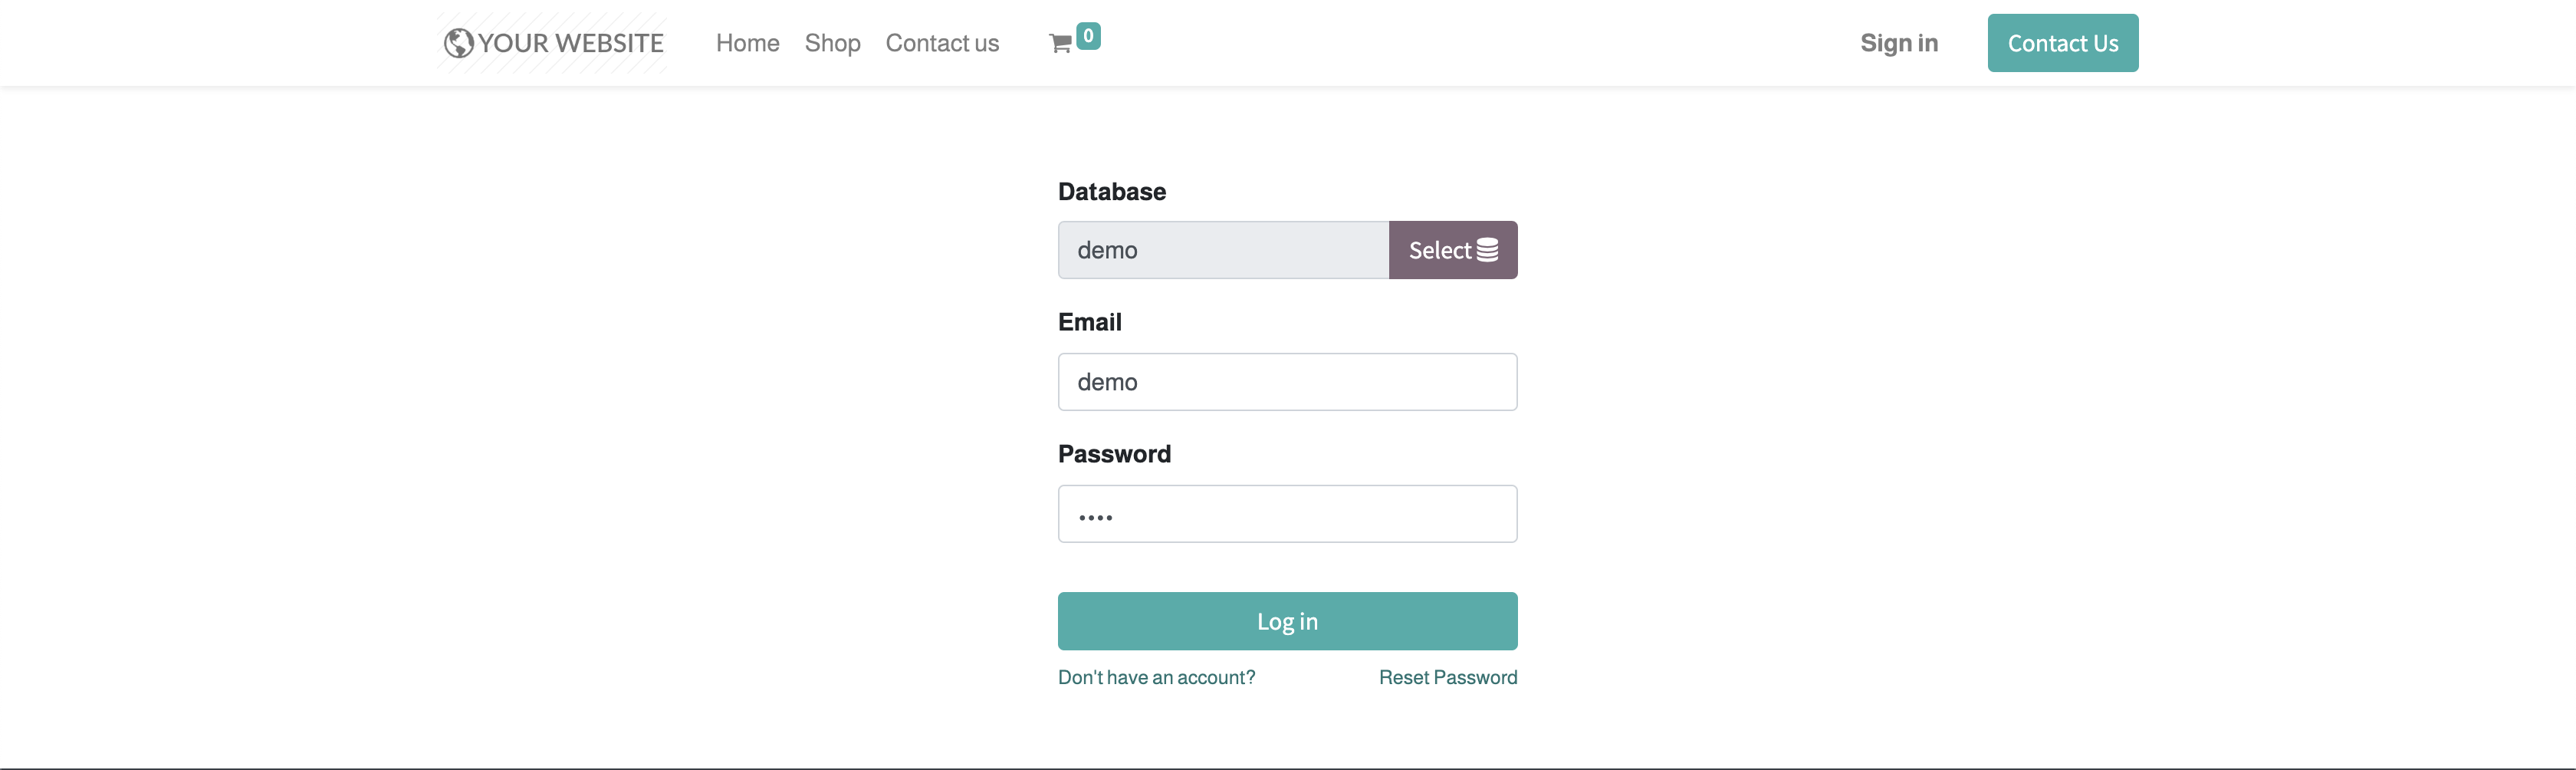 YOUR WEBSITE Home Shop Contact us 0 Sign in Contact Us
Database
demo Select
Email
demo
Password
••••
Log in
Don't have an account? Reset Password